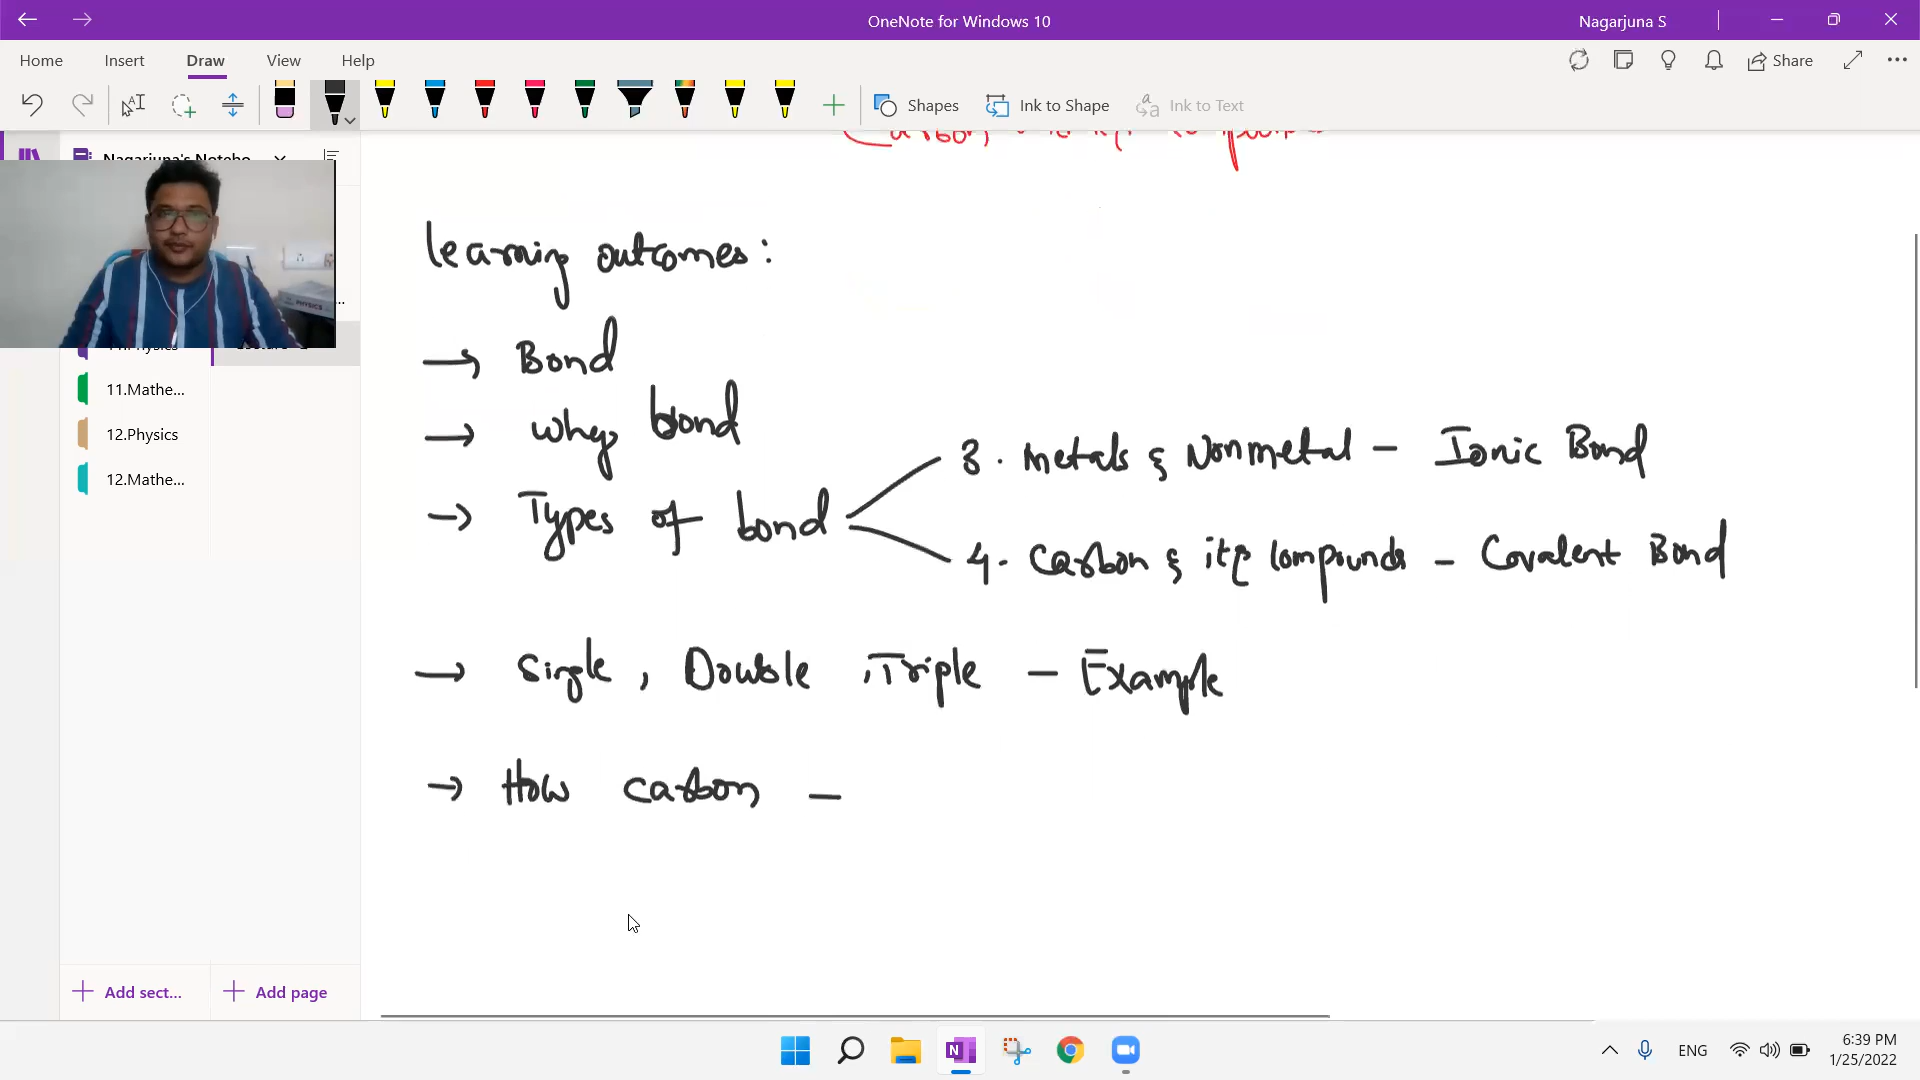 OneNote for Windows 10
Nagarjuna S
Home Insert Draw View Help
Share
Shapes Ink to Shape Ink to Text
Nagarjuna's Notebo
learning outcomes:
→ Bond
→ why bond
→ Types of bond
3. Metals & Nonmetal - Ionic Bond
4. Carbon & its compounds - Covalent Bond
→ Single, Double, Triple - Example
→ How carbon -
PHYSICS
11.Mathe...
12.Physics
12.Mathe...
Add sect...
Add page
ENG
6:39 PM
1/25/2022